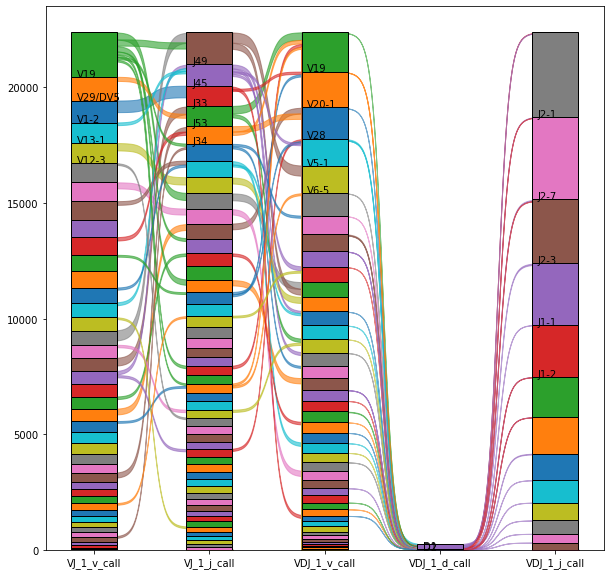 20000
15000
10000
5000
0
V19
V29/DV5
V1-2
V13-1
V12-3
J49
J45
J33
J53
J34
V19
V20-1
V28
V5-1
V6-5
J2-1
J2-7
J2-3
J1-1
J1-2
VJ_1_v_call
VJ_1_j_call
VDJ_1_v_call
VDJ_1_d_call
VDJ_1_j_call